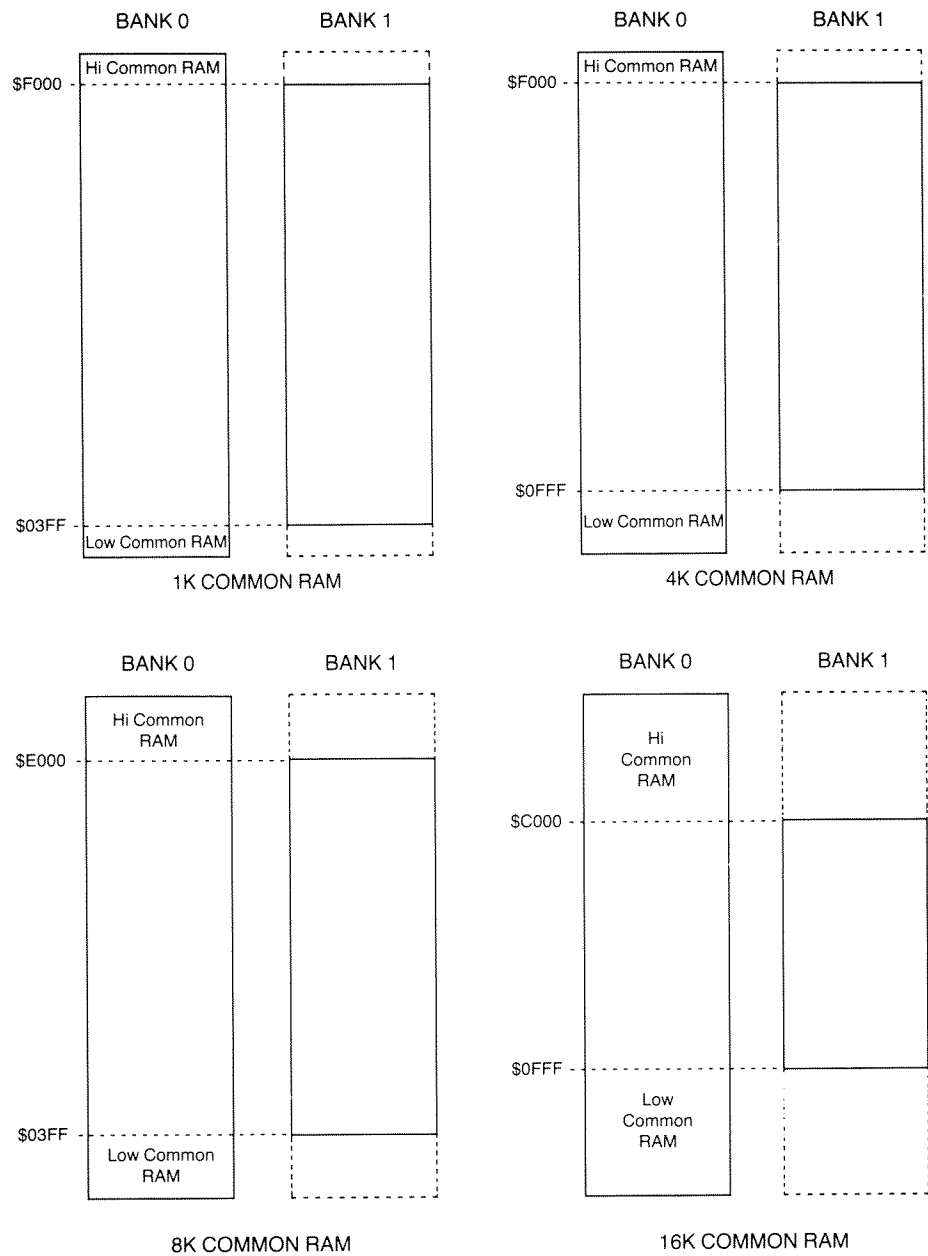 BANK 0 BANK 1
Hi Common RAM
$F000
$03FF
Low Common RAM
1K COMMON RAM
BANK 0 BANK 1
Hi Common RAM
$F000
$0FFF
Low Common RAM
4K COMMON RAM
BANK 0 BANK 1
Hi Common
RAM
$E000
$03FF
Low Common
RAM
8K COMMON RAM
BANK 0 BANK 1
Hi
Common
RAM
$C000
$0FFF
Low
Common
RAM
16K COMMON RAM